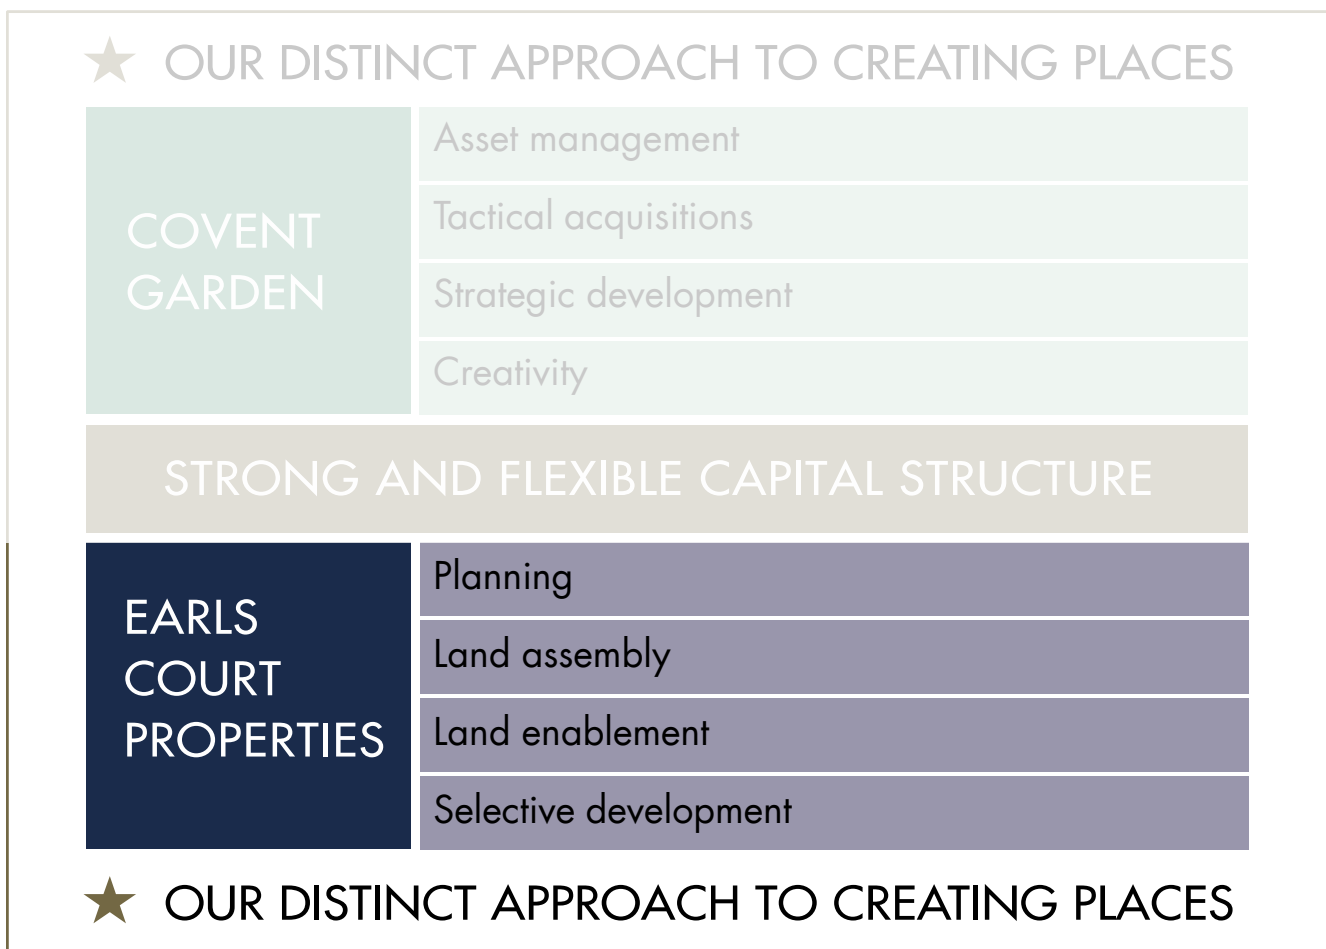 OUR DISTINCT APPROACH TO CREATING PLACES
COVENT
GARDEN
Asset management
Tactical acquisitions
Strategic development
Creativity
STRONG AND FLEXIBLE CAPITAL STRUCTURE
EARLS
COURT
PROPERTIES
Planning
Land assembly
Land enablement
Selective development
OUR DISTINCT APPROACH TO CREATING PLACES